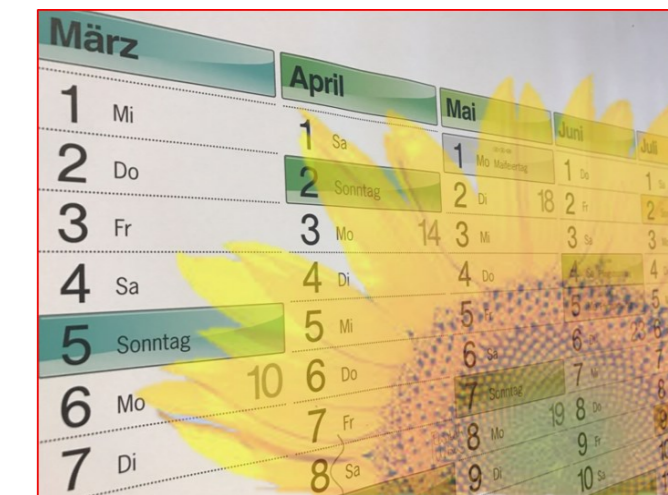 März
1 Mi
2 Do
3 Fr
4 Sa
5 Sonntag
6 Mo 10
7 Di
April
1 Sa
2 Sonntag
3 Mo 14
4 Di
5 Mi
6 Do
7 Fr
8 Sa
Mai
1 Mo Maifeiertag
2 Di 18
3 Mi
4 Do
5 Fr
6 Sa
7 Sonntag
8 Mo 19
9 Di
Juni
1 Do
2 Fr
3 Sa
4
5
6
7 Mi
8 Do
9 Fr
10 Sa
Juli
1 Sa
2
3
4
5